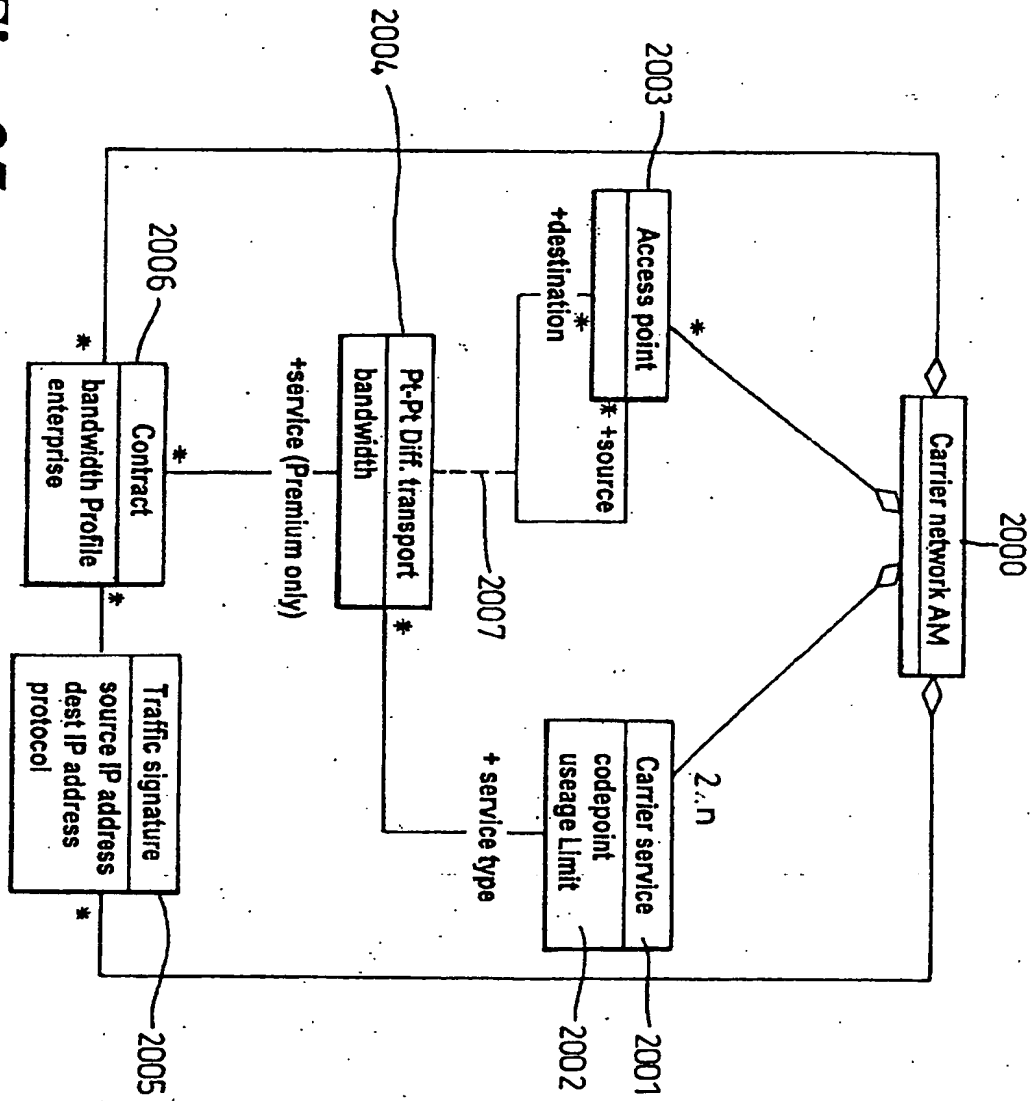 2000
Carrier network AM
2003
Access point
*
*
+destination
* +source
2..n
Carrier service
codepoint
useage Limit
2001
2002
+ service type
2004
Pt-Pt Diff. transport
bandwidth
2007
*
+service (Premium only)
2006
*
*
Contract
bandwidth Profile
enterprise
*
Traffic signature
source IP address
dest IP address
protocol
*
2005